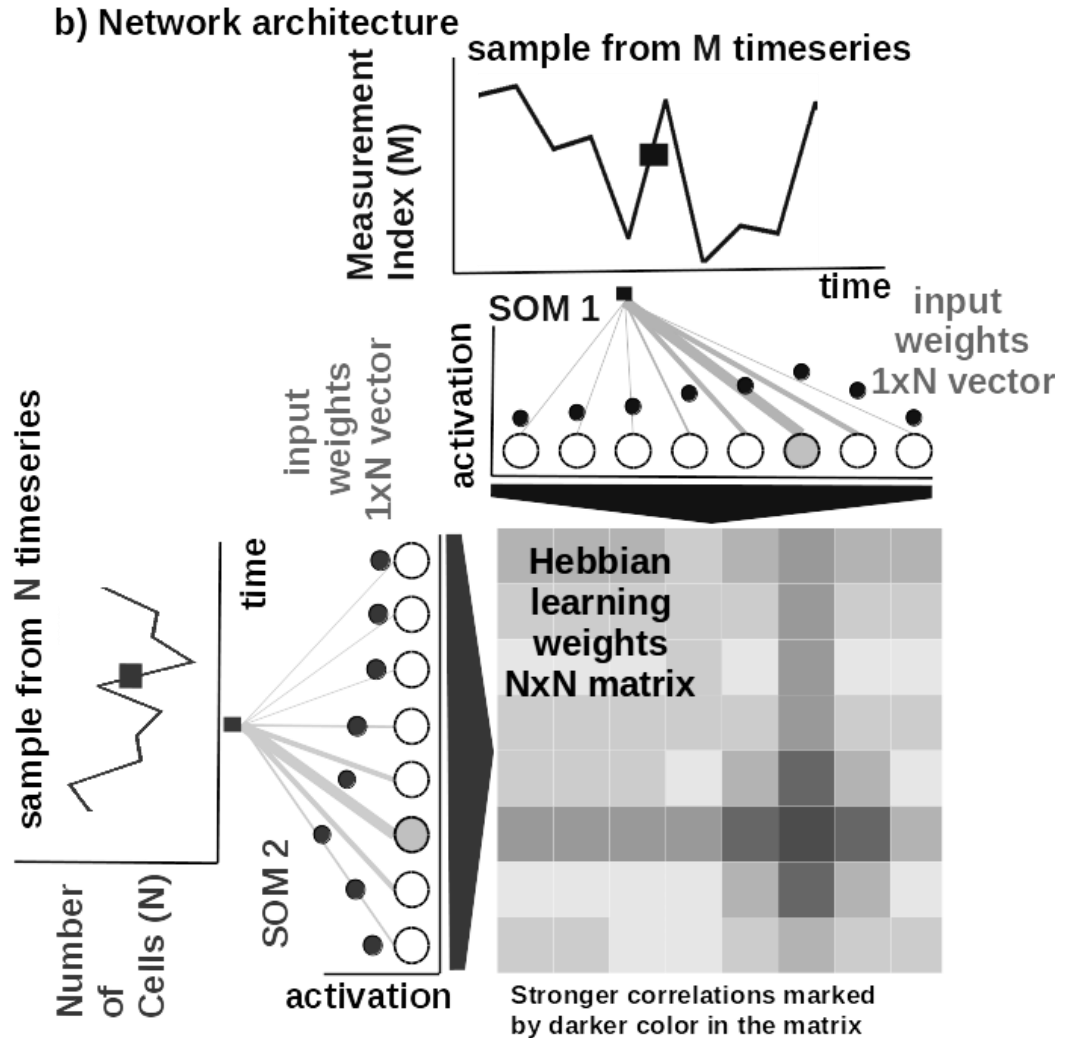 b) Network architecture
sample from M timeseries
Measurement
Index (M)
time
SOM 1
input
weights
1xN vector
activation
input
weights
1xN vector
sample from N timeseries
time
Number
of
Cells (N)
SOM 2
activation
Hebbian
learning
weights
NxN matrix
Stronger correlations marked
by darker color in the matrix